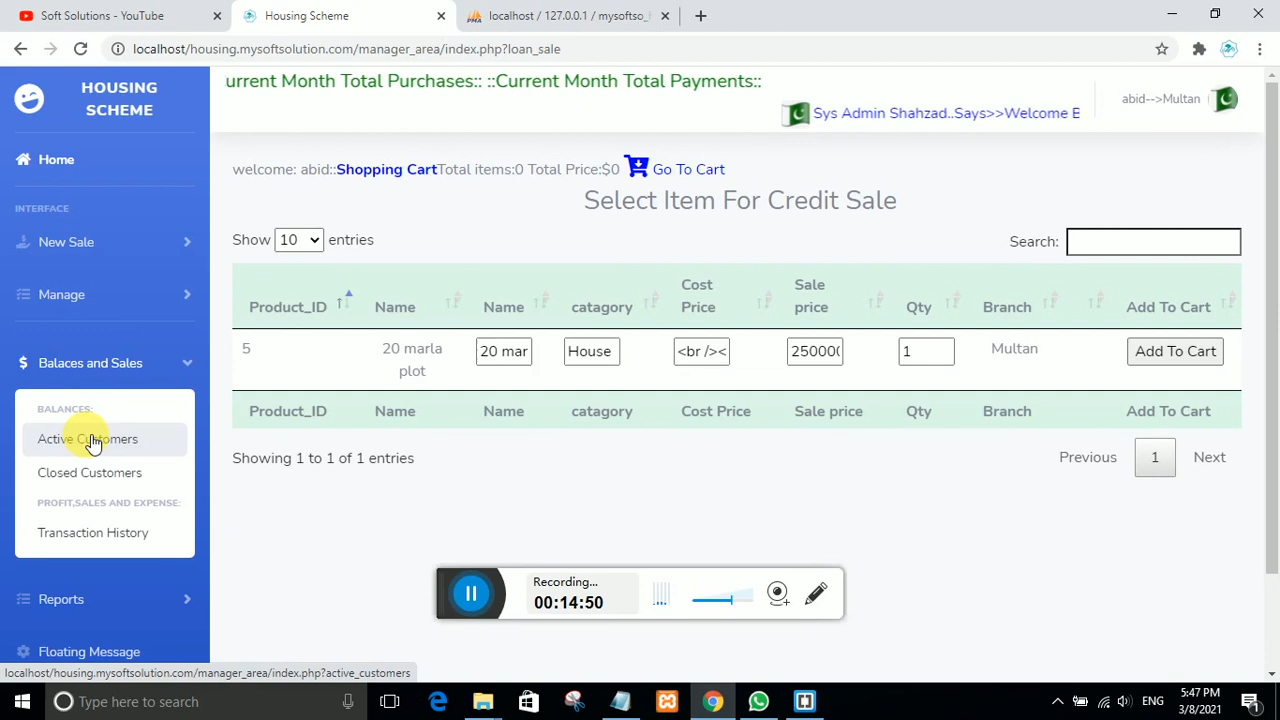 Soft Solutions - YouTube
Housing Scheme
localhost / 127.0.0.1 / mysoftso_
localhost/housing.mysoftsolution.com/manager_area/index.php?loan_sale
HOUSING
SCHEME
urrent Month Total Purchases:: ::Current Month Total Payments::
Sys Admin Shahzad..Says>>Welcome B
abid-->Multan
Home
INTERFACE
New Sale
Manage
Balaces and Sales
BALANCES:
Active Customers
Closed Customers
PROFIT,SALES AND EXPENSE:
Transaction History
Reports
Floating Message
welcome: abid::Shopping CartTotal items:0 Total Price:$0 Go To Cart
Select Item For Credit Sale
Show 10 entries
Search:
Product_ID Name Name catagory Cost Price Sale price Qty Branch Add To Cart
5 20 marla plot 20 mar House <br />< 25000( 1 Multan Add To Cart
Product_ID Name Name catagory Cost Price Sale price Qty Branch Add To Cart
Showing 1 to 1 of 1 entries
Previous 1 Next
Recording...
00:14:50
localhost/housing.mysoftsolution.com/manager_area/index.php?active_customers
Type here to search
ENG
5:47 PM
3/8/2021
1